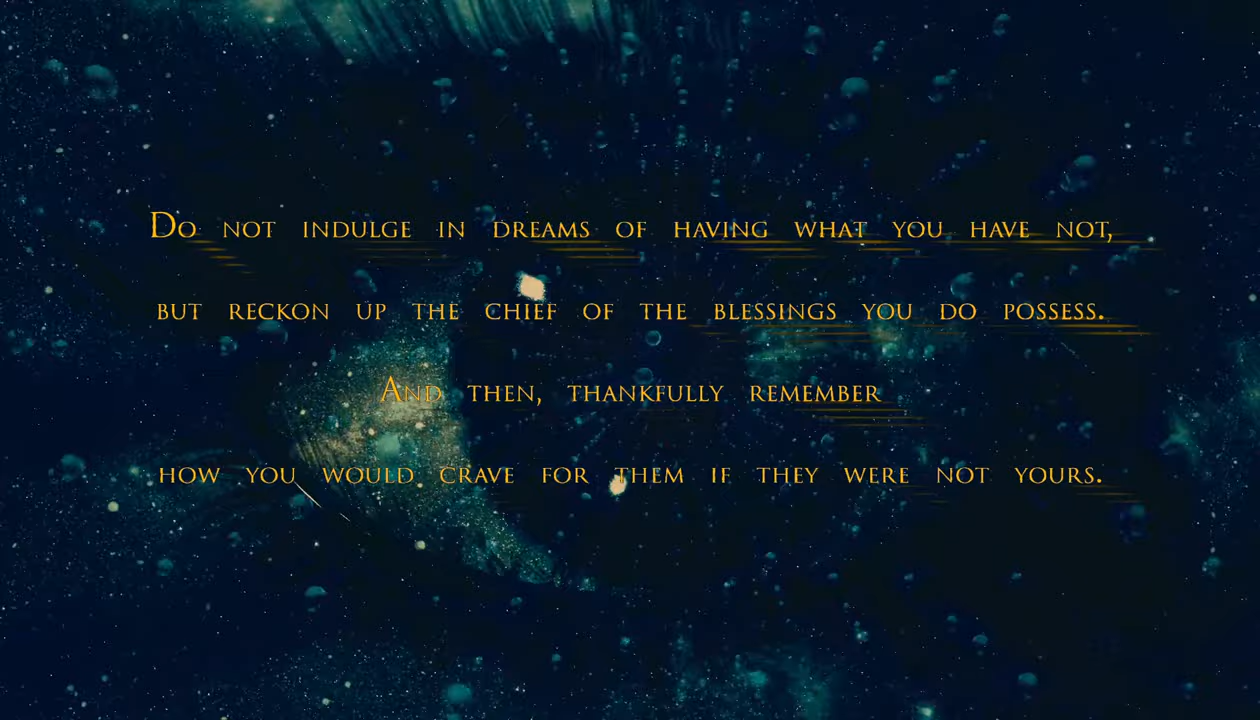 Do not indulge in dreams of having what you have not,
but reckon up the chief of the blessings you do possess.
And then, thankfully remember
how you would crave for them if they were not yours.